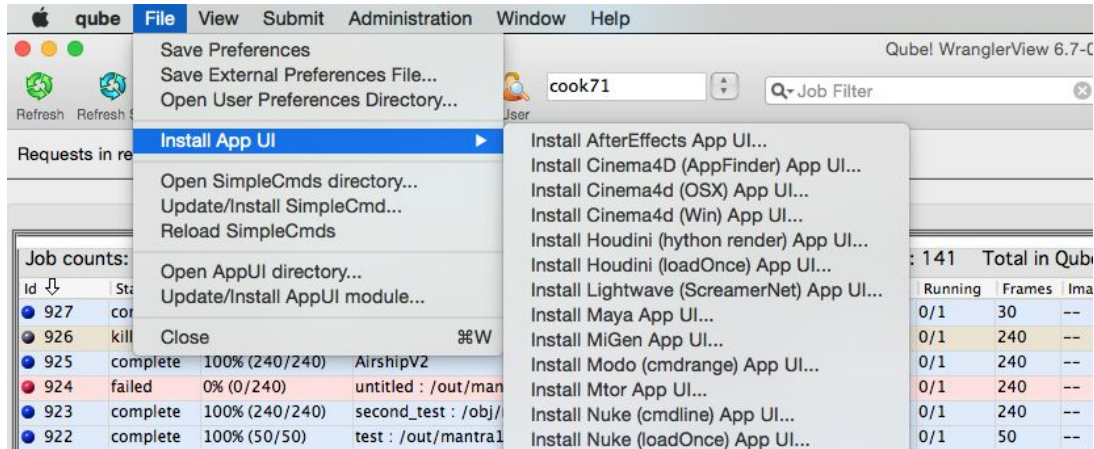 qube File View Submit Administration Window Help
Qube! WranglerView 6.7-0
Save Preferences
Save External Preferences File...
Open User Preferences Directory...
cook71
Job Filter
Refresh Refresh
Install App UI
Requests in re
Open SimpleCmds directory...
Update/Install SimpleCmd...
Reload SimpleCmds
Open AppUI directory...
Update/Install AppUI module...
Close ⌘W
Install AfterEffects App UI...
Install Cinema4D (AppFinder) App UI...
Install Cinema4d (OSX) App UI...
Install Cinema4d (Win) App UI...
Install Houdini (hython render) App UI...
Install Houdini (loadOnce) App UI...
Install Lightwave (ScreamerNet) App UI...
Install Maya App UI...
Install MiGen App UI...
Install Modo (cmdrange) App UI...
Install Mtor App UI...
Install Nuke (cmdline) App UI...
Install Nuke (loadOnce) App UI...
Job counts: : 141 Total in Qube
Id Sta Running Frames Ima
927 cor 0/1 30 --
926 kill 0/1 240 --
925 complete 100% (240/240) AirshipV2 0/1 240 --
924 failed 0% (0/240) untitled : /out/man 0/1 240 --
923 complete 100% (240/240) second_test : /obj/ 0/1 240 --
922 complete 100% (50/50) test : /out/mantra1 0/1 50 --